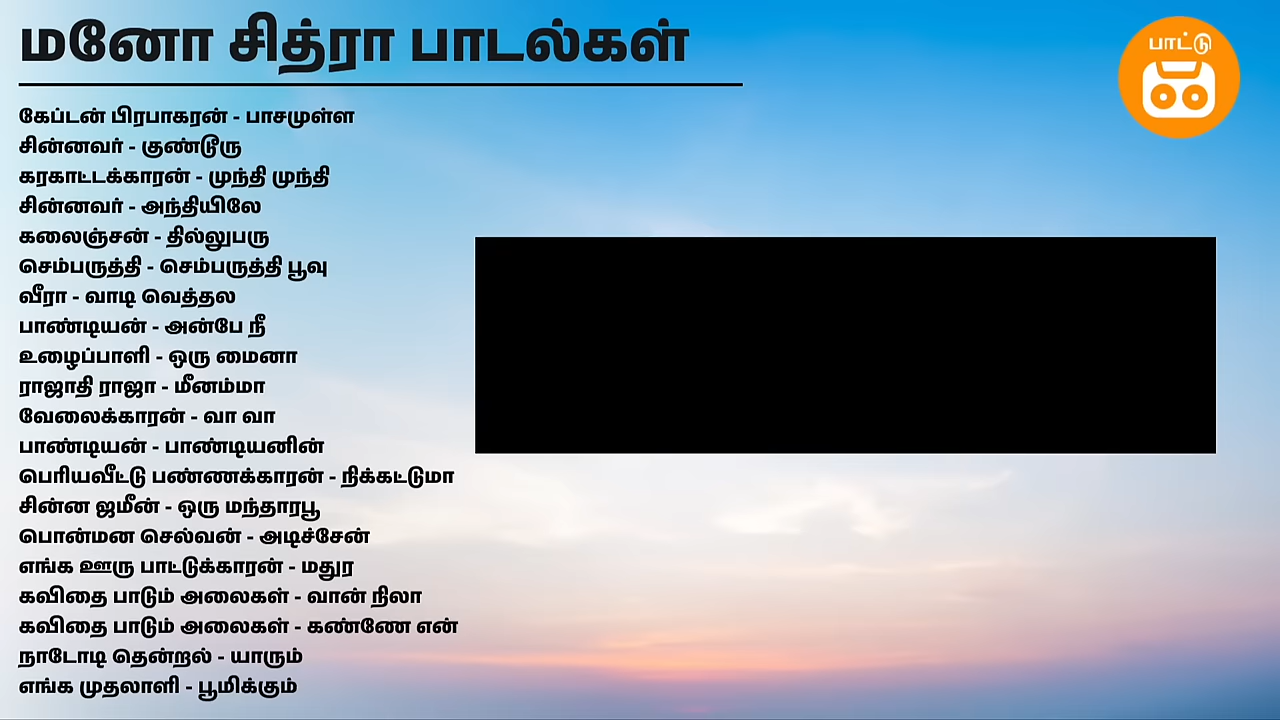 மனோ சித்ரா பாடல்கள்
பாட்டு
கேப்டன் பிரபாகரன் - பாசமுள்ள
சின்னவர் - குண்டூரு
கரகாட்டக்காரன் - முந்தி முந்தி
சின்னவர் - அந்தியிலே
கலைஞ்சன் - தில்லுபரு
செம்பருத்தி - செம்பருத்தி பூவு
வீரா - வாடி வெத்தல
பாண்டியன் - அன்பே நீ
உழைப்பாளி - ஒரு மைனா
ராஜாதி ராஜா - மீனம்மா
வேலைக்காரன் - வா வா
பாண்டியன் - பாண்டியனின்
பெரியவீட்டு பண்ணக்காரன் - நிக்கட்டுமா
சின்ன ஜமீன் - ஒரு மந்தாரபூ
பொன்மன செல்வன் - அடிச்சேன்
எங்க ஊரு பாட்டுக்காரன் - மதுர
கவிதை பாடும் அலைகள் - வான் நிலா
கவிதை பாடும் அலைகள் - கண்ணே என்
நாடோடி தென்றல் - யாரும்
எங்க முதலாளி - பூமிக்கும்